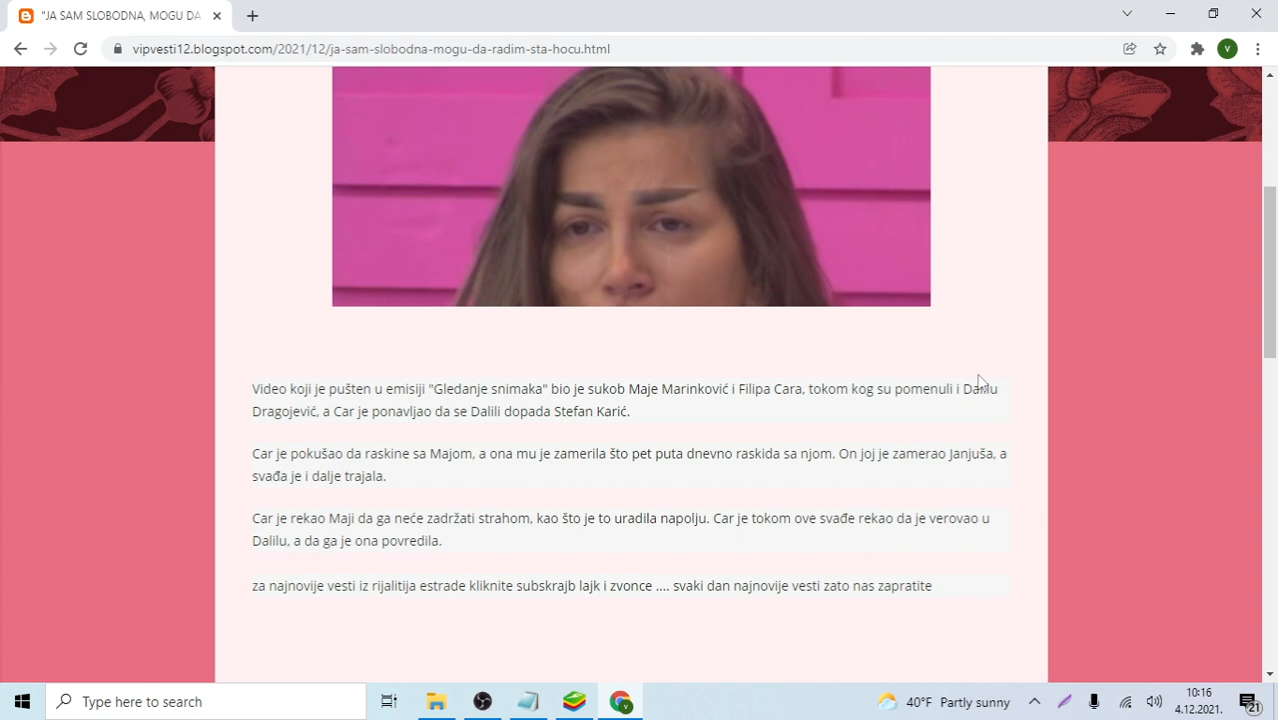 "JA SAM SLOBODNA, MOGU DA
vipvesti12.blogspot.com/2021/12/ja-sam-slobodna-mogu-da-radim-sta-hocu.html
V
Video koji je pušten u emisiji "Gledanje snimaka" bio je sukob Maje Marinković i Filipa Cara, tokom kog su pomenuli i Dalilu
Dragojević, a Car je ponavljao da se Dalili dopada Stefan Karić.
Car je pokušao da raskine sa Majom, a ona mu je zamerila što pet puta dnevno raskida sa njom. On joj je zamerao Janjuša, a
svađa je i dalje trajala.
Car je rekao Maji da ga neće zadržati strahom, kao što je to uradila napolju. Car je tokom ove svađe rekao da je verovao u
Dalilu, a da ga je ona povredila.
za najnovije vesti iz rijalitija estrade kliknite subskrajb lajk i zvonce .... svaki dan najnovije vesti zato nas zapratite
Type here to search
40°F Partly sunny
10:16
4.12.2021.
21